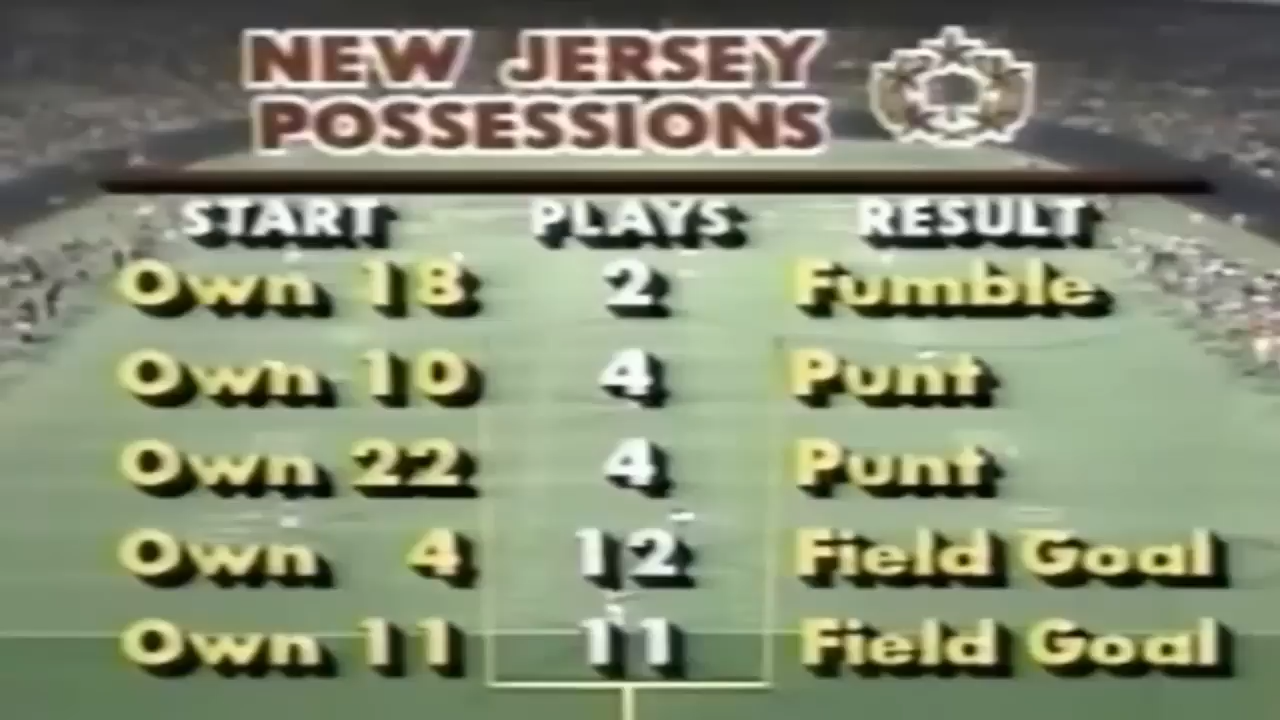 NEW JERSEY
POSSESSIONS
START PLAYS RESULT
Own 18 2 Fumble
Own 10 4 Punt
Own 22 4 Punt
Own 4 12 Field Goal
Own 11 11 Field Goal